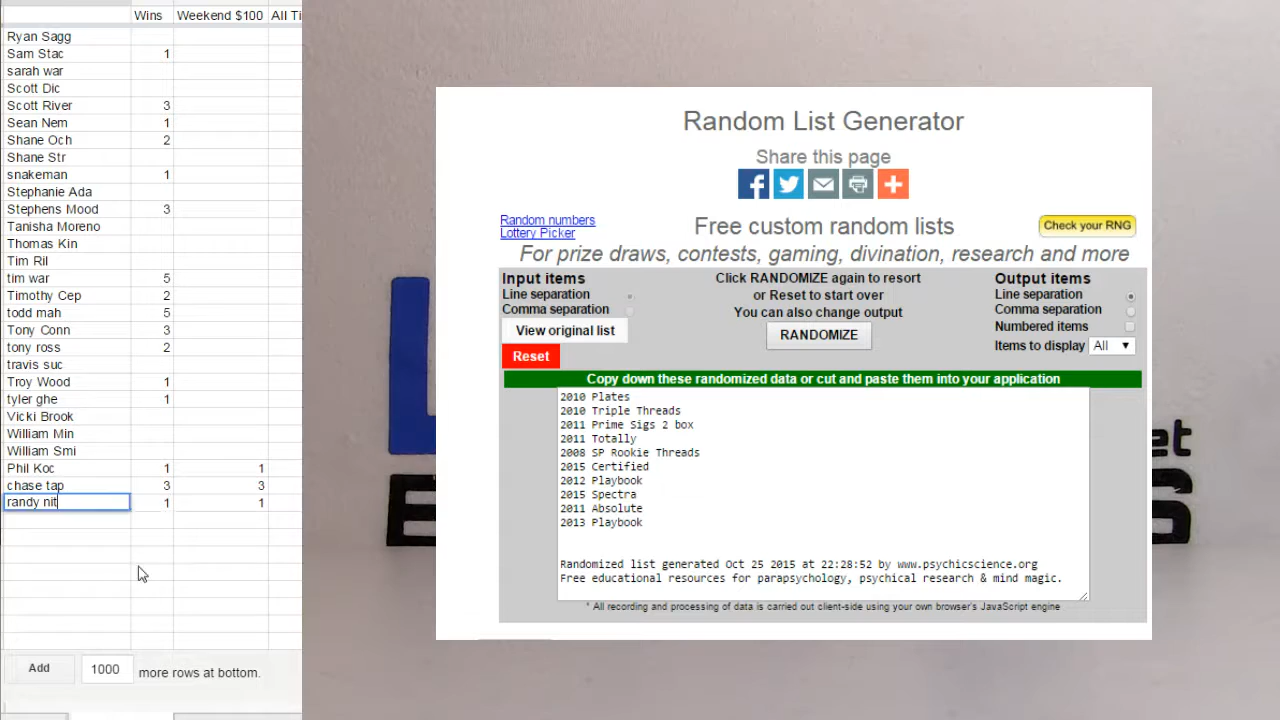 Wins Weekend $100 All Ti
Ryan Sagg
Sam Stac 1
sarah war
Scott Dic
Scott River 3
Sean Nem 1
Shane Och 2
Shane Str
snakeman 1
Stephanie Ada
Stephens Mood 3
Tanisha Moreno
Thomas Kin
Tim Ril
tim war 5
Timothy Cep 2
todd mah 5
Tony Conn 3
tony ross 2
travis suc
Troy Wood 1
tyler ghe 1
Vicki Brook
William Min
William Smi
Phil Koc 1 1
chase tap 3 3
randy nit 1 1
Add 1000 more rows at bottom.
Random List Generator
Share this page
Random numbers
Lottery Picker
Free custom random lists
Check your RNG
For prize draws, contests, gaming, divination, research and more
Input items
Line separation
Comma separation
View original list
Reset
Click RANDOMIZE again to resort
or Reset to start over
You can also change output
RANDOMIZE
Output items
Line separation
Comma separation
Numbered items
Items to display All
Copy down these randomized data or cut and paste them into your application
2010 Plates
2010 Triple Threads
2011 Prime Sigs 2 box
2011 Totally
2008 SP Rookie Threads
2015 Certified
2012 Playbook
2015 Spectra
2011 Absolute
2013 Playbook
Randomized list generated Oct 25 2015 at 22:28:52 by www.psychicscience.org
Free educational resources for parapsychology, psychical research & mind magic.
* All recording and processing of data is carried out client-side using your own browser's JavaScript engine